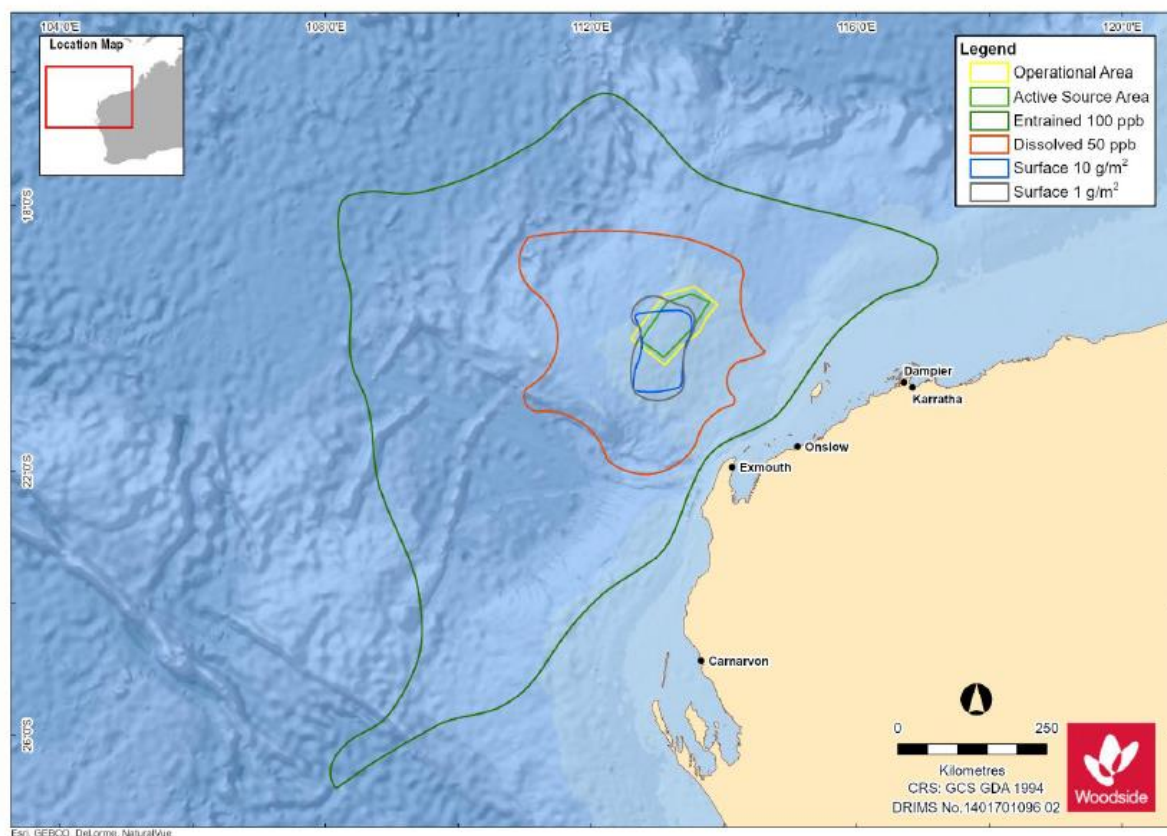 104°0'E 108°0'E 112°0'E 116°0'E 120°0'E
Location Map
Legend
Operational Area
Active Source Area
Entrained 100 ppb
Dissolved 50 ppb
Surface 10 g/m²
Surface 1 g/m²
18°0'S
Dampier
Karratha
Onslow
22°0'S
Exmouth
Carnarvon
26°0'S
0 250
Kilometres
CRS: GCS GDA 1994
DRIMS No.1401701096 02
Woodside
Esri, GEBCO, DeLorme, NaturalVue